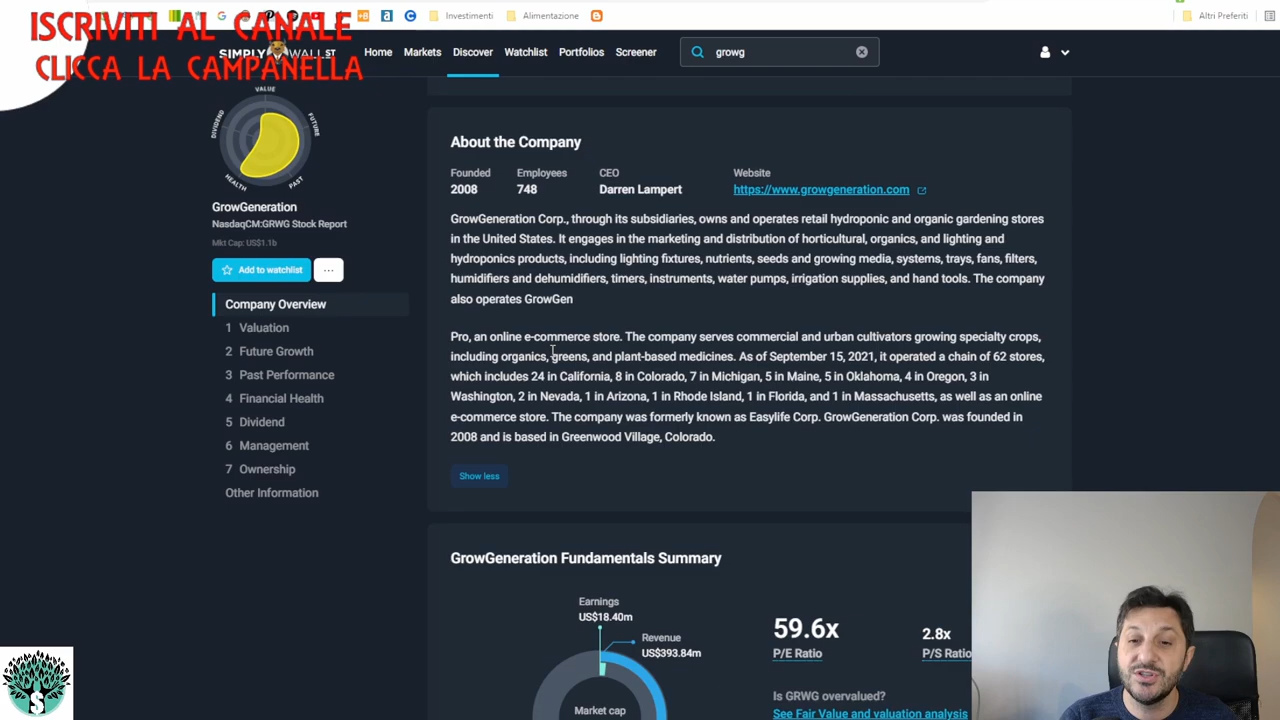 Investimenti
Alimentazione
Altri Preferiti
ISCRIVITI AL CANALE
CLICCA LA CAMPANELLA
SIMPLY WALL ST
Home
Markets
Discover
Watchlist
Portfolios
Screener
growg
VALUE
FUTURE
PAST
HEALTH
DIVIDEND
GrowGeneration
NasdaqCM:GRWG Stock Report
Mkt Cap: US$1.1b
Add to watchlist
...
Company Overview
1 Valuation
2 Future Growth
3 Past Performance
4 Financial Health
5 Dividend
6 Management
7 Ownership
Other Information
About the Company
Founded Employees CEO Website
2008 748 Darren Lampert https://www.growgeneration.com
GrowGeneration Corp., through its subsidiaries, owns and operates retail hydroponic and organic gardening stores
in the United States. It engages in the marketing and distribution of horticultural, organics, and lighting and
hydroponics products, including lighting fixtures, nutrients, seeds and growing media, systems, trays, fans, filters,
humidifiers and dehumidifiers, timers, instruments, water pumps, irrigation supplies, and hand tools. The company
also operates GrowGen
Pro, an online e-commerce store. The company serves commercial and urban cultivators growing specialty crops,
including organics, greens, and plant-based medicines. As of September 15, 2021, it operated a chain of 62 stores,
which includes 24 in California, 8 in Colorado, 7 in Michigan, 5 in Maine, 5 in Oklahoma, 4 in Oregon, 3 in
Washington, 2 in Nevada, 1 in Arizona, 1 in Rhode Island, 1 in Florida, and 1 in Massachusetts, as well as an online
e-commerce store. The company was formerly known as Easylife Corp. GrowGeneration Corp. was founded in
2008 and is based in Greenwood Village, Colorado.
Show less
GrowGeneration Fundamentals Summary
Earnings
US$18.40m
Revenue
US$393.84m
Market cap
59.6x
P/E Ratio
2.8x
P/S Ratio
Is GRWG overvalued?
See Fair Value and valuation analysis
S